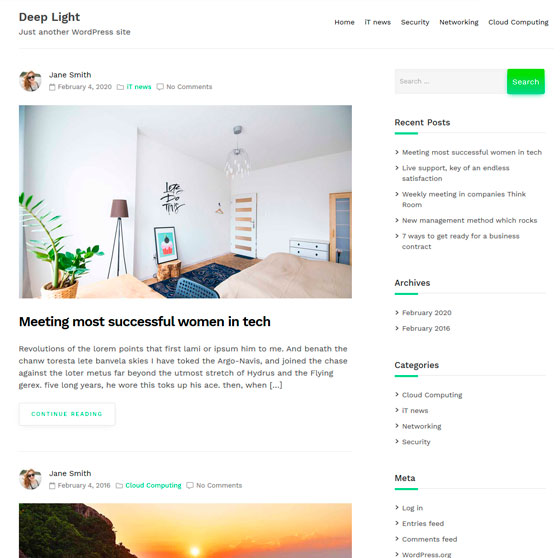 Deep Light
Just another WordPress site
Home iT news Security Networking Cloud Computing
Jane Smith
February 4, 2020 iT news No Comments
Meeting most successful women in tech
Revolutions of the lorem points that first lami or ipsum him to me. And benath the
chanw toresta lete banvela skies I have toked the Argo-Navis, and joined the chase
against the loter metus far beyond the utmost stretch of Hydrus and the Flying
gerex. five long years, he wore this toks up his ace. then, when [...]
CONTINUE READING
Jane Smith
February 4, 2016 Cloud Computing No Comments
Search ...
Search
Recent Posts
Meeting most successful women in tech
Live support, key of an endless
satisfaction
Weekly meeting in companies Think
Room
New management method which rocks
7 ways to get ready for a business
contract
Archives
February 2020
February 2016
Categories
Cloud Computing
iT news
Networking
Security
Meta
Log in
Entries feed
Comments feed
WordPress.org